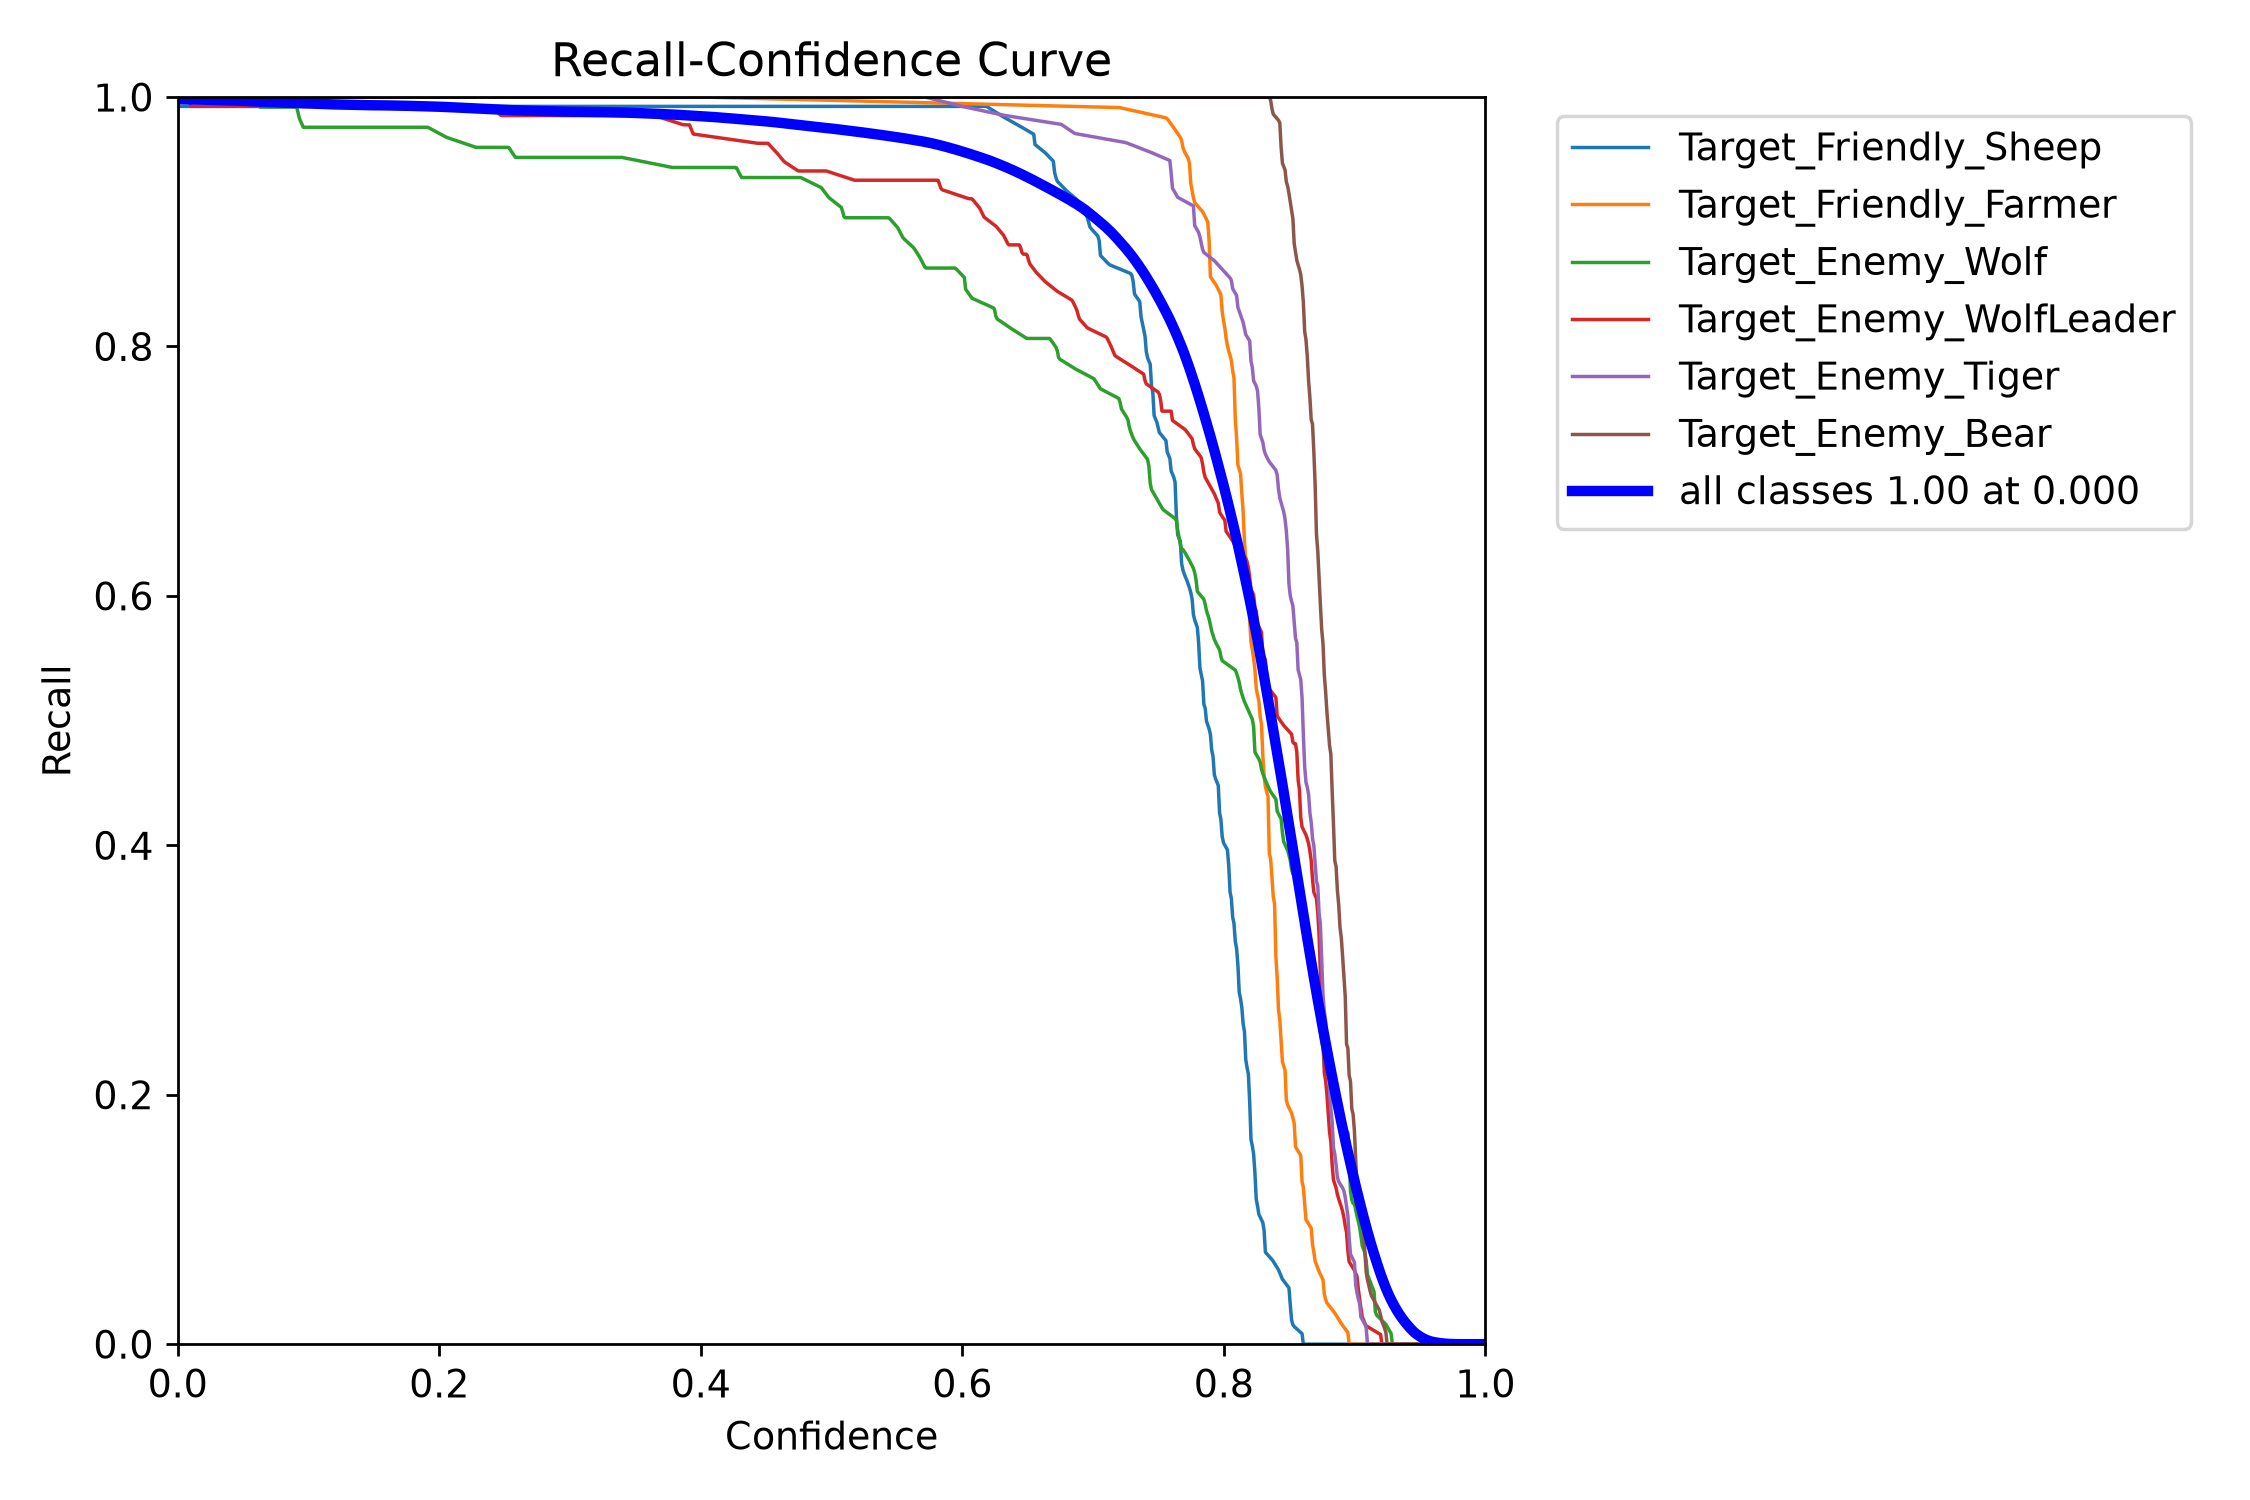 Recall-Confidence Curve
1.0
0.8
0.6
0.4
0.2
0.0
Recall
0.0 0.2 0.4 0.6 0.8 1.0
Confidence
Target_Friendly_Sheep
Target_Friendly_Farmer
Target_Enemy_Wolf
Target_Enemy_WolfLeader
Target_Enemy_Tiger
Target_Enemy_Bear
all classes 1.00 at 0.000